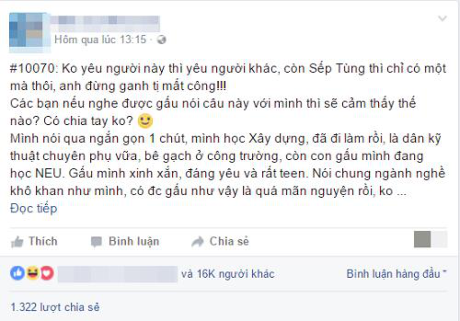 Hôm qua lúc 13:15
#10070: Ko yêu người này thì yêu người khác, còn Sếp Tùng thì chỉ có một
mà thôi, anh đừng ganh tị mất công!!!
Các bạn nếu nghe được gấu nói câu này với mình thì sẽ cảm thấy thế
nào? Có chia tay ko? 😉
Mình nói qua ngắn gọn 1 chút, mình học Xây dựng, đã đi làm rồi, là dân kỹ
thuật chuyên phụ vữa, bê gạch ở công trường, còn con gấu mình đang
học NEU. Gấu mình xinh xắn, đáng yêu và rất teen. Nói chung ngành nghề
khô khan như mình, có đc gấu như vậy là quá mãn nguyện rồi, ko ...
Đọc tiếp
Thích Bình luận Chia sẻ
và 16K người khác Bình luận hàng đầu
1.322 lượt chia sẻ